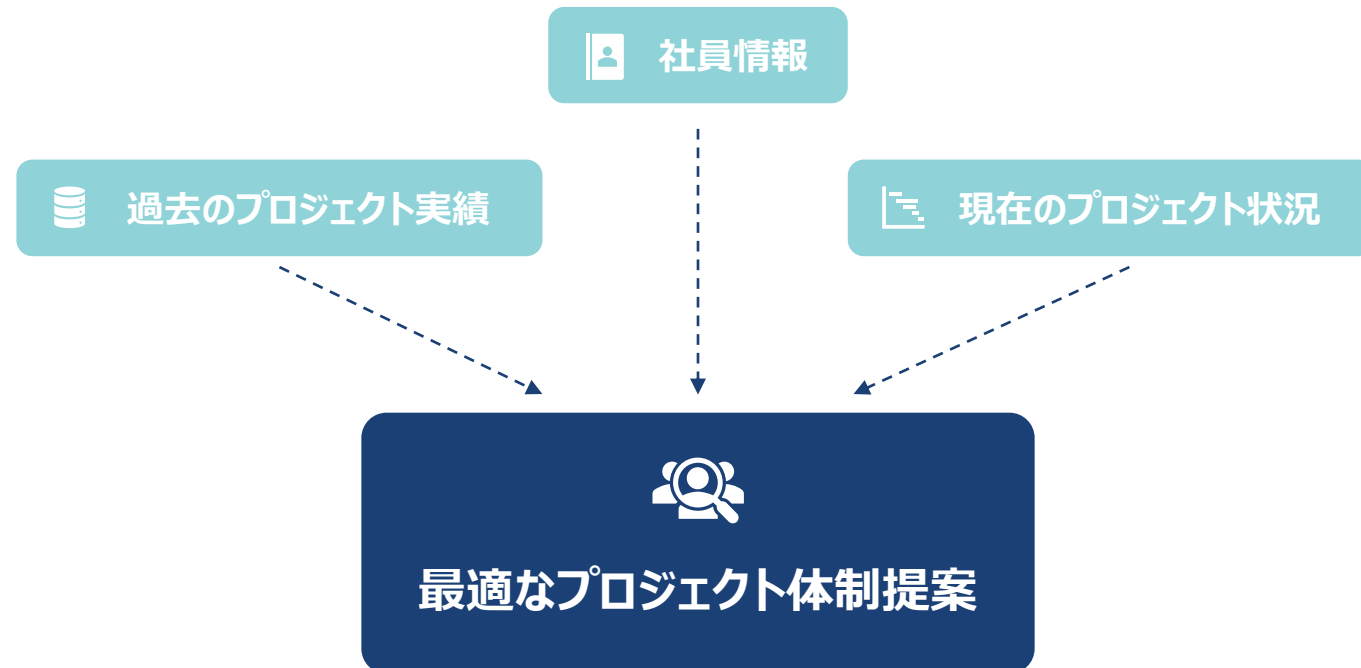 社員情報
過去のプロジェクト実績
現在のプロジェクト状況
最適なプロジェクト体制提案